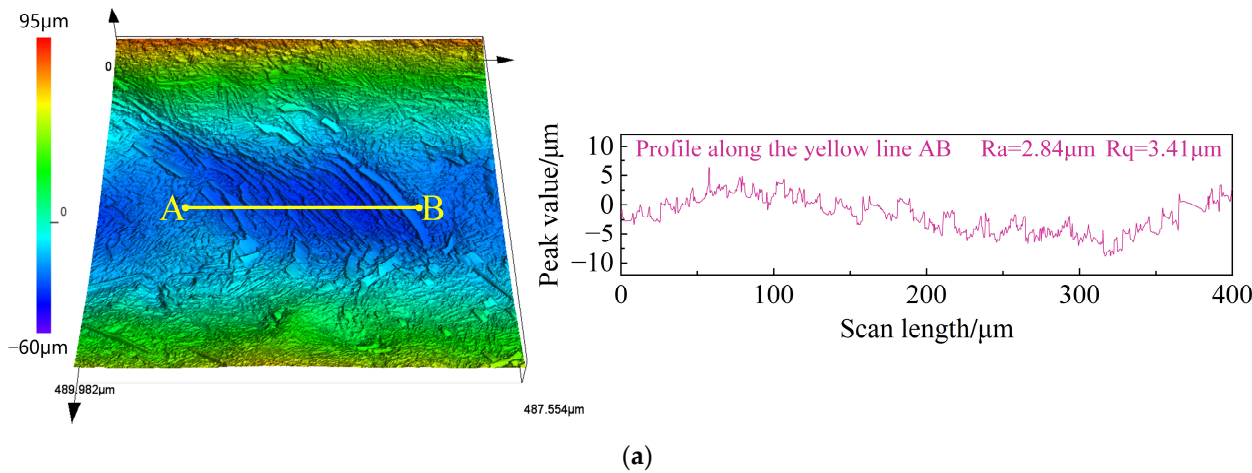 95μm
0
0
−60μm
A
B
489.982μm
487.554μm
Profile along the yellow line AB Ra=2.84μm Rq=3.41μm
Peak value/μm
10
5
0
−5
−10
0 100 200 300 400
Scan length/μm
(a)